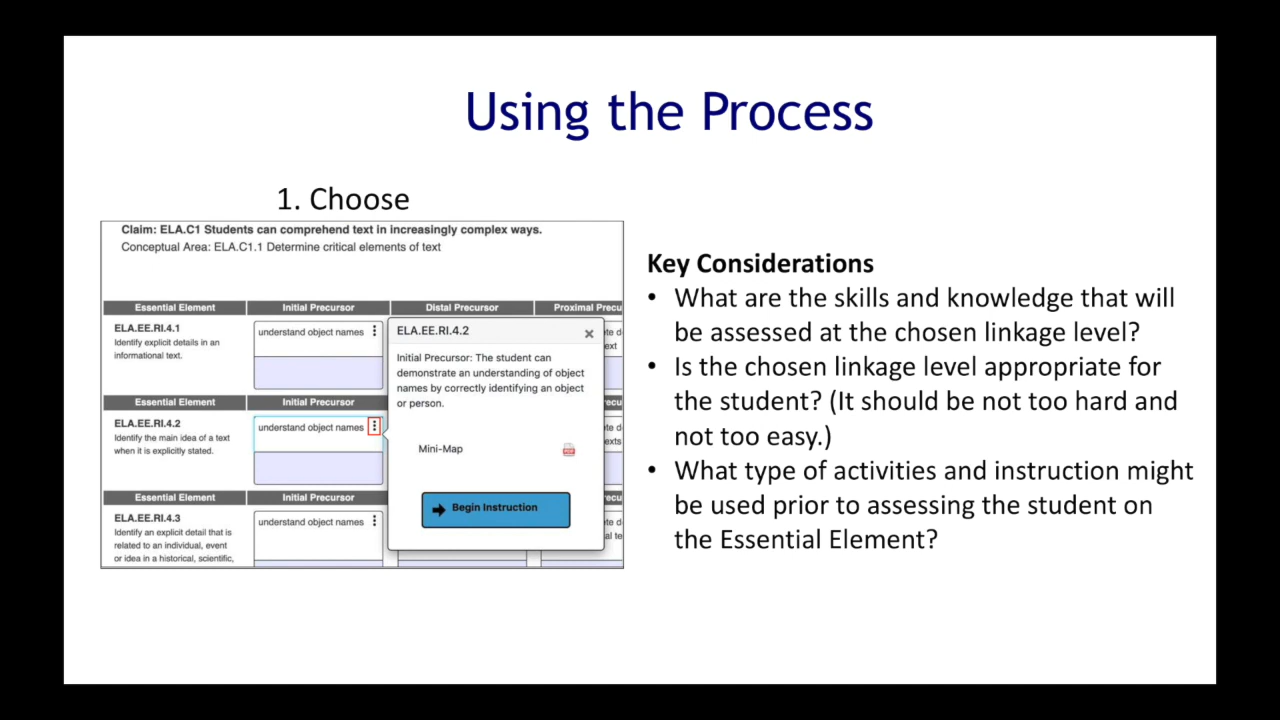 Using the Process
1. Choose
Claim: ELA.C1 Students can comprehend text in increasingly complex ways.
Conceptual Area: ELA.C1.1 Determine critical elements of text
Essential Element Initial Precursor Distal Precursor Proximal Precu
ELA.EE.RI.4.1
Identify explicit details in an
informational text.
understand object names
Essential Element Initial Precursor
ELA.EE.RI.4.2
Identify the main idea of a text
when it is explicitly stated.
understand object names
Essential Element Initial Precursor
ELA.EE.RI.4.3
Identify an explicit detail that is
related to an individual, event
or idea in a historical, scientific,
understand object names
ELA.EE.RI.4.2
Initial Precursor: The student can
demonstrate an understanding of object
names by correctly identifying an object
or person.
Mini-Map
PDF
Begin Instruction
Key Considerations
• What are the skills and knowledge that will
be assessed at the chosen linkage level?
• Is the chosen linkage level appropriate for
the student? (It should be not too hard and
not too easy.)
• What type of activities and instruction might
be used prior to assessing the student on
the Essential Element?